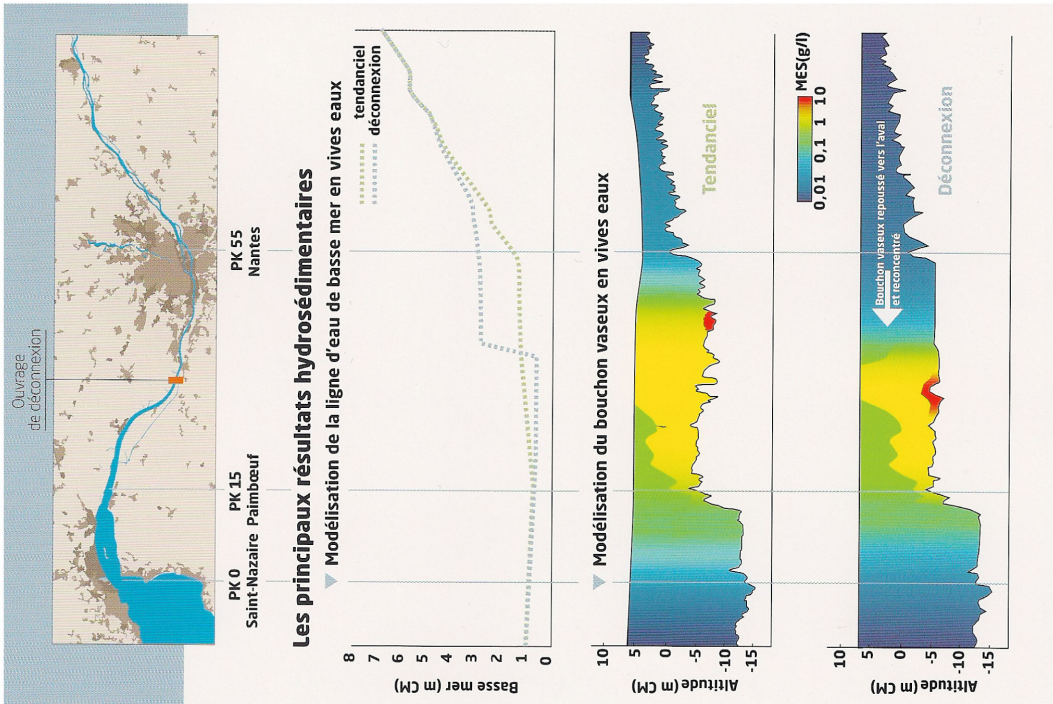 Ouvrage
de déconnexion
PK 0
Saint-Nazaire
PK 15
Paimbœuf
PK 55
Nantes
Les principaux résultats hydrosédimentaires
Modélisation de la ligne d'eau de basse mer en vives eaux
tendanciel
déconnexion
Basse mer (m CM)
8
7
6
5
4
3
2
1
0
Modélisation du bouchon vaseux en vives eaux
Altitude (m CM)
10
5
0
-5
-15
Tendanciel
MES(g/l)
0,01 0,1 1 10
Altitude (m CM)
10
5
0
-5
-15
Bouchon vaseux repoussé vers l'aval
et reconcentré
Déconnexion